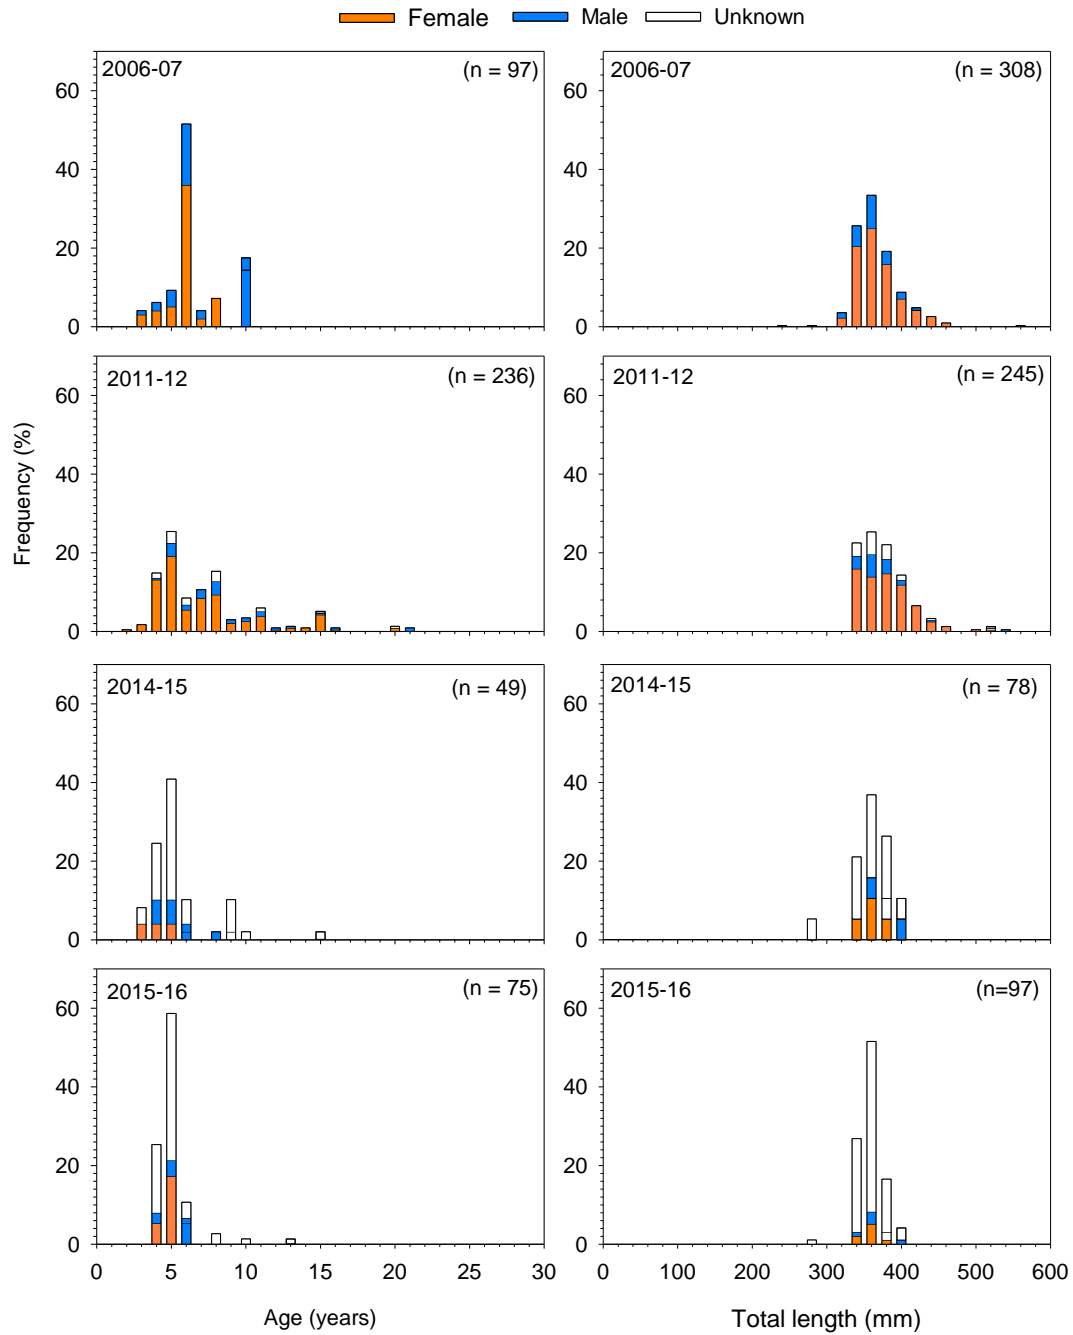 Female Male Unknown
2006-07 (n = 97)
60
40
20
0
2006-07 (n = 308)
60
40
20
0
2011-12 (n = 236)
60
40
20
0
2011-12 (n = 245)
60
40
20
0
Frequency (%)
2014-15 (n = 49)
60
40
20
0
2014-15 (n = 78)
60
40
20
0
2015-16 (n = 75)
60
40
20
0
0 5 10 15 20 25 30
Age (years)
2015-16 (n=97)
60
40
20
0
0 100 200 300 400 500 600
Total length (mm)